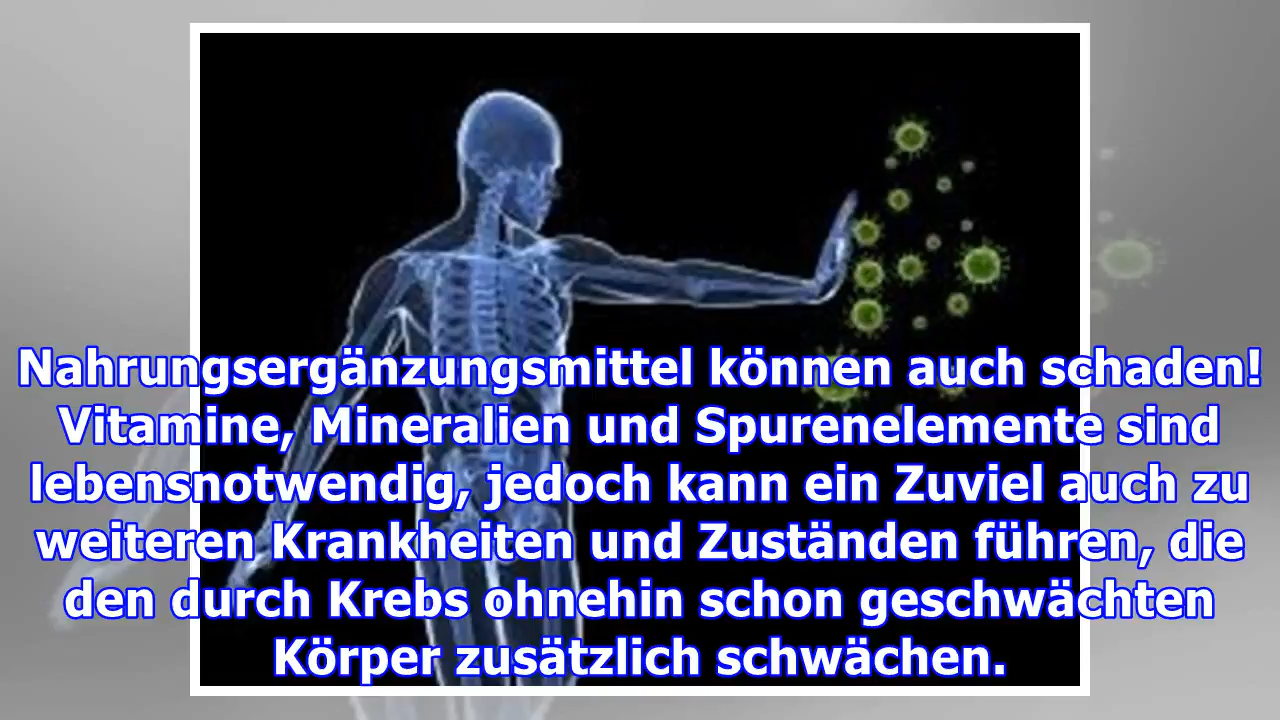 Nahrungsergänzungsmittel können auch schaden!
Vitamine, Mineralien und Spurenelemente sind
lebensnotwendig, jedoch kann ein Zuviel auch zu
weiteren Krankheiten und Zuständen führen, die
den durch Krebs ohnehin schon geschwächten
Körper zusätzlich schwächen.